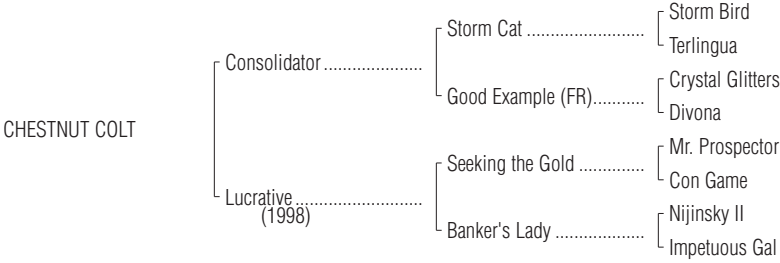 Storm Bird
Storm Cat ........................
Terlingua
Consolidator ....................
Crystal Glitters
Good Example (FR)...........
Divona
CHESTNUT COLT
Mr. Prospector
Seeking the Gold ..............
Con Game
Lucrative ..........................
(1998)
Nijinsky II
Banker's Lady ...................
Impetuous Gal